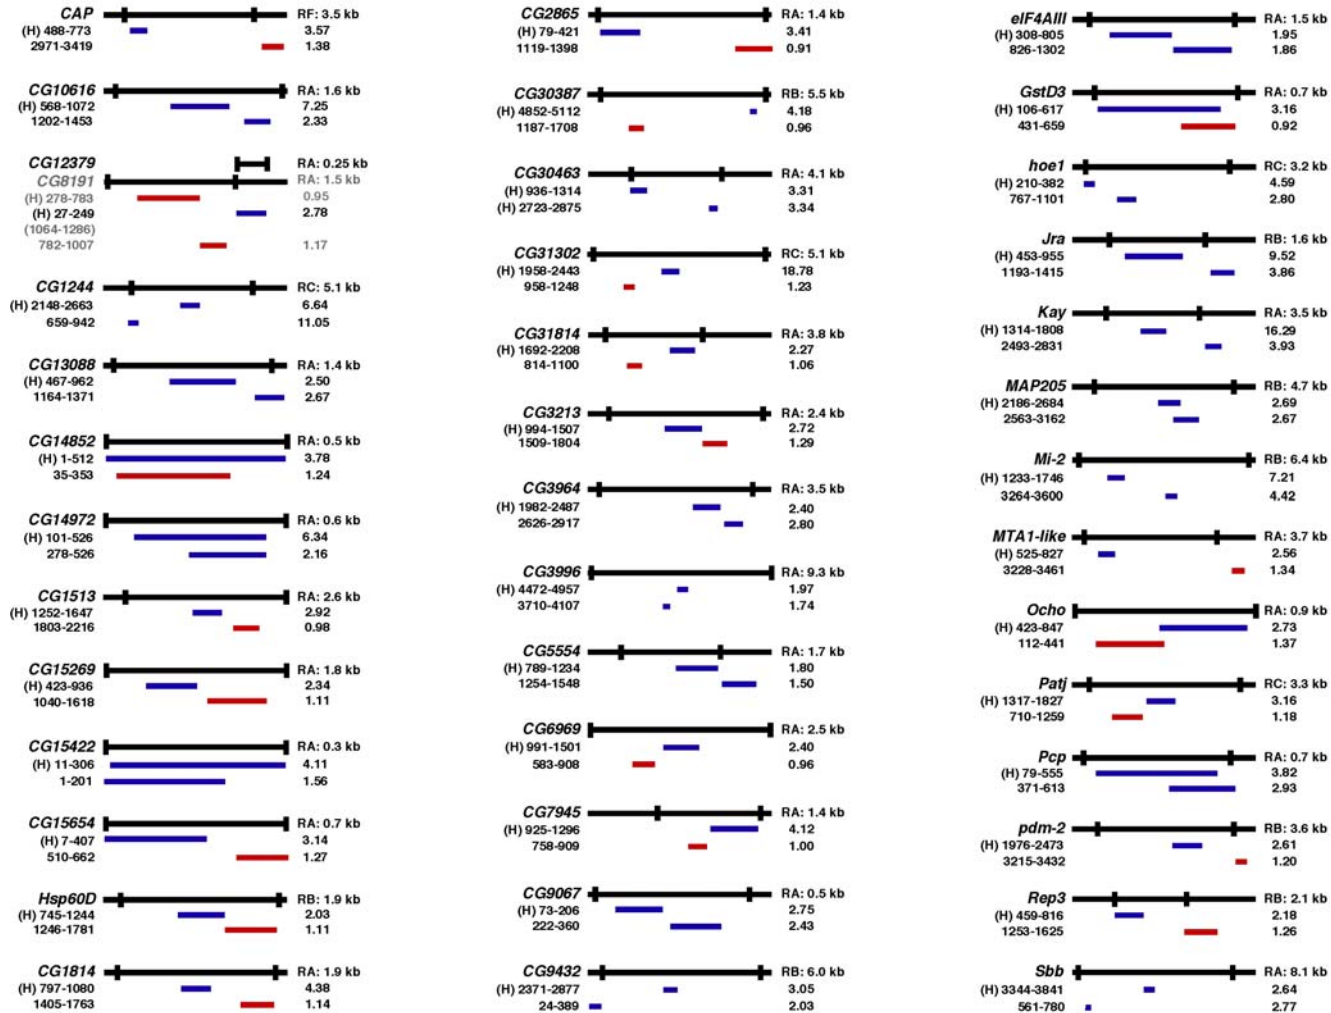 CAP RF: 3.5 kb
(H) 488-773 3.57
2971-3419 1.38
CG10616 RA: 1.6 kb
(H) 568-1072 7.25
1202-1453 2.33
CG12379 RA: 0.25 kb
CG8191 RA: 1.5 kb
(H) 278-783 0.95
(H) 27-249 2.78
(1064-1286)
782-1007 1.17
CG1244 RC: 5.1 kb
(H) 2148-2663 6.64
659-942 11.05
CG13088 RA: 1.4 kb
(H) 467-962 2.50
1164-1371 2.67
CG14852 RA: 0.5 kb
(H) 1-512 3.78
35-353 1.24
CG14972 RA: 0.6 kb
(H) 101-526 6.34
278-526 2.16
CG1513 RA: 2.6 kb
(H) 1252-1647 2.92
1803-2216 0.98
CG15269 RA: 1.8 kb
(H) 423-936 2.34
1040-1618 1.11
CG15422 RA: 0.3 kb
(H) 11-306 4.11
1-201 1.56
CG15654 RA: 0.7 kb
(H) 7-407 3.14
510-662 1.27
Hsp60D RB: 1.9 kb
(H) 745-1244 2.03
1246-1781 1.11
CG1814 RA: 1.9 kb
(H) 797-1080 4.38
1405-1763 1.14
CG2865 RA: 1.4 kb
(H) 79-421 3.41
1119-1398 0.91
CG30387 RB: 5.5 kb
(H) 4852-5112 4.18
1187-1708 0.96
CG30463 RA: 4.1 kb
(H) 936-1314 3.31
(H) 2723-2875 3.34
CG31302 RC: 5.1 kb
(H) 1958-2443 18.78
958-1248 1.23
CG31814 RA: 3.8 kb
(H) 1692-2208 2.27
814-1100 1.06
CG3213 RA: 2.4 kb
(H) 994-1507 2.72
1509-1804 1.29
CG3964 RA: 3.5 kb
(H) 1982-2487 2.40
2626-2917 2.80
CG3996 RA: 9.3 kb
(H) 4472-4957 1.97
3710-4107 1.74
CG5554 RA: 1.7 kb
(H) 789-1234 1.80
1254-1548 1.50
CG6969 RA: 2.5 kb
(H) 991-1501 2.40
583-908 0.96
CG7945 RA: 1.4 kb
(H) 925-1296 4.12
758-909 1.00
CG9067 RA: 0.5 kb
(H) 73-206 2.75
222-360 2.43
CG9432 RB: 6.0 kb
(H) 2371-2877 3.05
24-389 2.03
eIF4AIII RA: 1.5 kb
(H) 308-805 1.95
826-1302 1.86
GstD3 RA: 0.7 kb
(H) 106-617 3.16
431-659 0.92
hoe1 RC: 3.2 kb
(H) 210-382 4.59
767-1101 2.80
Jra RB: 1.6 kb
(H) 453-955 9.52
1193-1415 3.86
Kay RA: 3.5 kb
(H) 1314-1808 16.29
2493-2831 3.93
MAP205 RB: 4.7 kb
(H) 2186-2684 2.69
2563-3162 2.67
Mi-2 RB: 6.4 kb
(H) 1233-1746 7.21
3264-3600 4.42
MTA1-like RA: 3.7 kb
(H) 525-827 2.56
3228-3461 1.34
Ocho RA: 0.9 kb
(H) 423-847 2.73
112-441 1.37
Patj RC: 3.3 kb
(H) 1317-1827 3.16
710-1259 1.18
Pcp RA: 0.7 kb
(H) 79-555 3.82
371-613 2.93
pdm-2 RB: 3.6 kb
(H) 1976-2473 2.61
3215-3432 1.20
Rep3 RB: 2.1 kb
(H) 459-816 2.18
1253-1625 1.26
Sbb RA: 8.1 kb
(H) 3344-3841 2.64
561-780 2.77